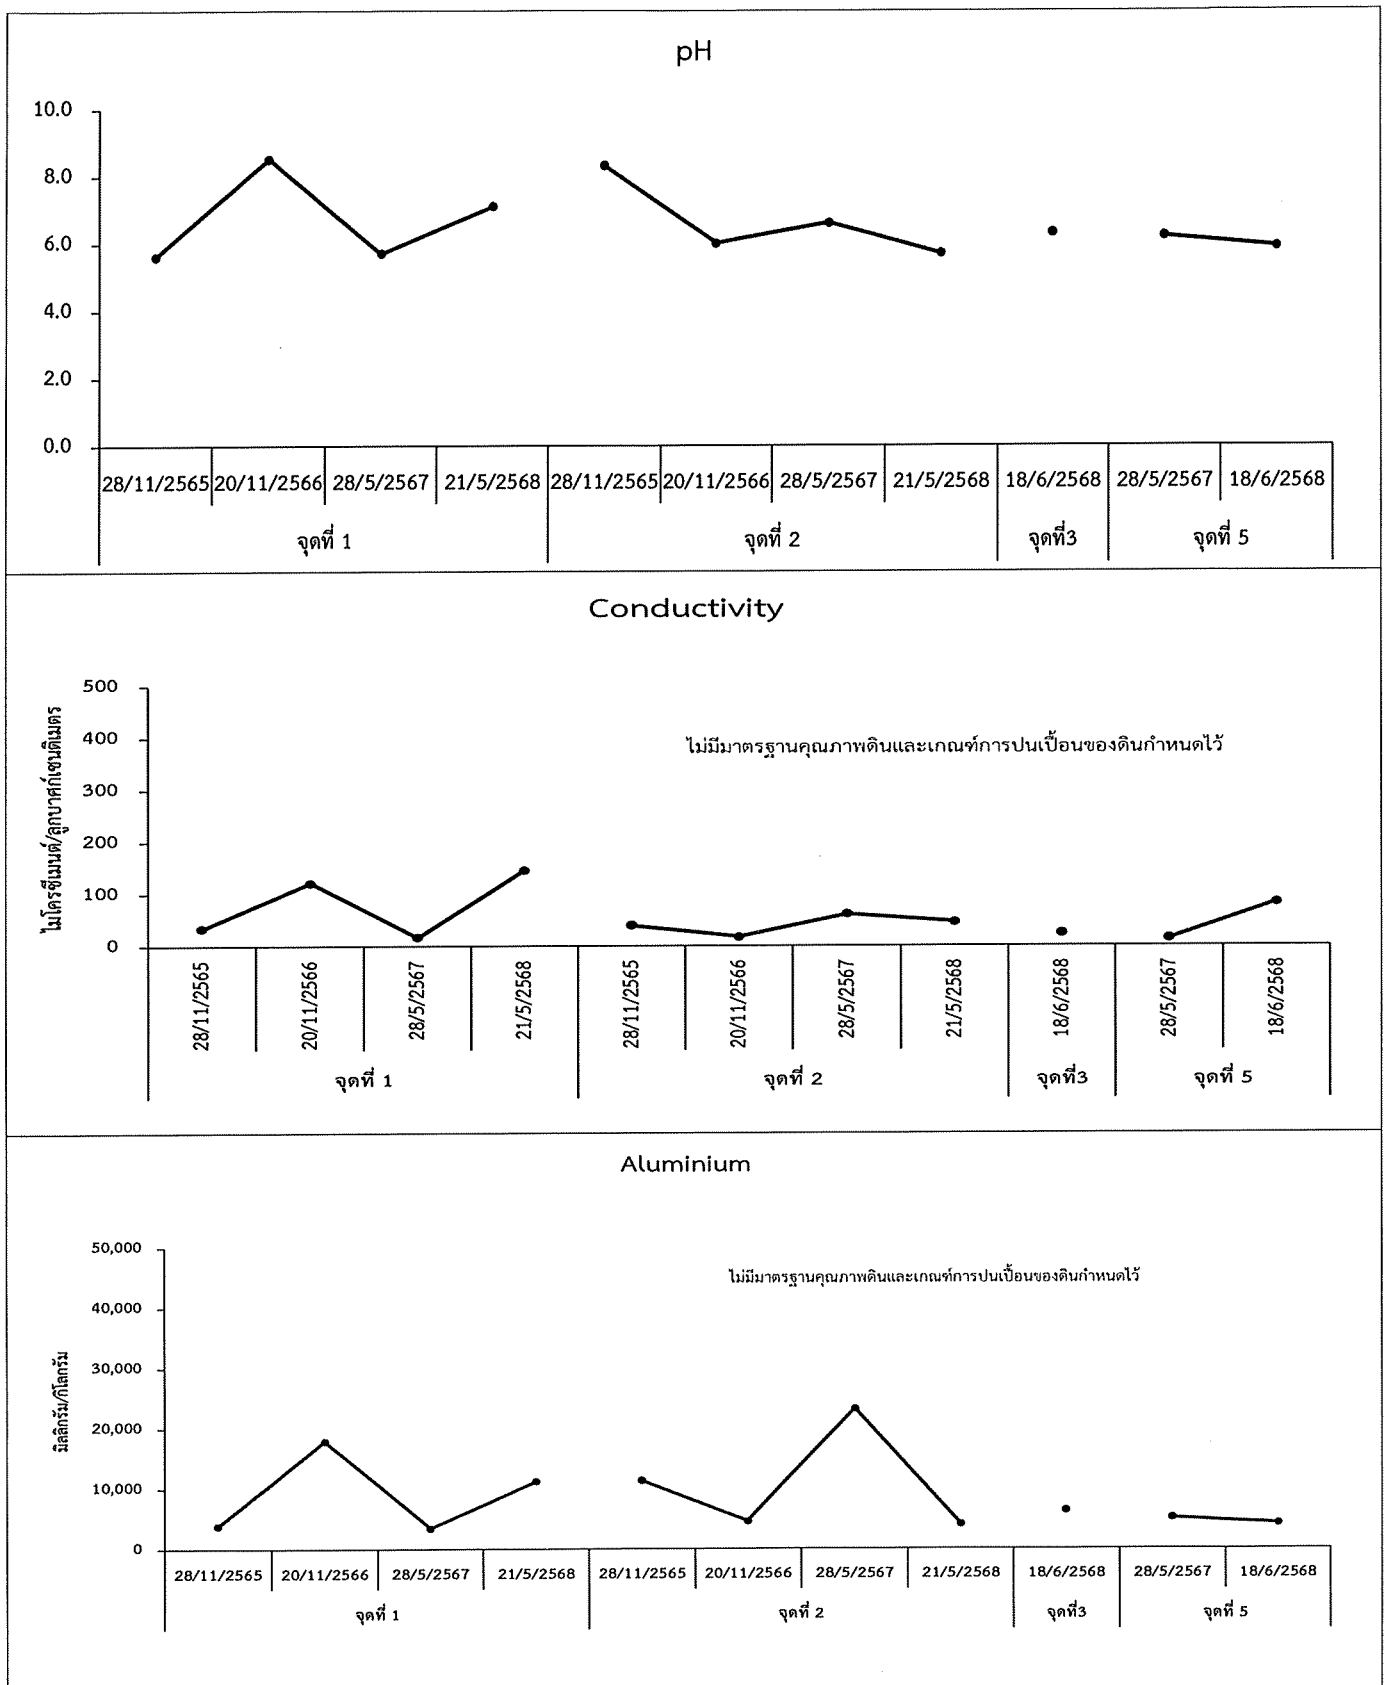 pH
10.0
8.0
6.0
4.0
2.0
0.0
28/11/2565 20/11/2566 28/5/2567 21/5/2568 28/11/2565 20/11/2566 28/5/2567 21/5/2568 18/6/2568 28/5/2567 18/6/2568
จุดที่ 1 จุดที่ 2 จุดที่3 จุดที่ 5
Conductivity
ไมโครซีเมนต์/ลูกบาศก์เซนติเมตร
500
400
ไม่มีมาตรฐานคุณภาพดินและเกณฑ์การปนเปื้อนของดินกำหนดไว้
300
200
100
0
28/11/2565 20/11/2566 28/5/2567 21/5/2568 28/11/2565 20/11/2566 28/5/2567 21/5/2568 18/6/2568 28/5/2567 18/6/2568
จุดที่ 1 จุดที่ 2 จุดที่3 จุดที่ 5
Aluminium
มิลลิกรัม/กิโลกรัม
50,000
ไม่มีมาตรฐานคุณภาพดินและเกณฑ์การปนเปื้อนของดินกำหนดไว้
40,000
30,000
20,000
10,000
0
28/11/2565 20/11/2566 28/5/2567 21/5/2568 28/11/2565 20/11/2566 28/5/2567 21/5/2568 18/6/2568 28/5/2567 18/6/2568
จุดที่ 1 จุดที่ 2 จุดที่3 จุดที่ 5